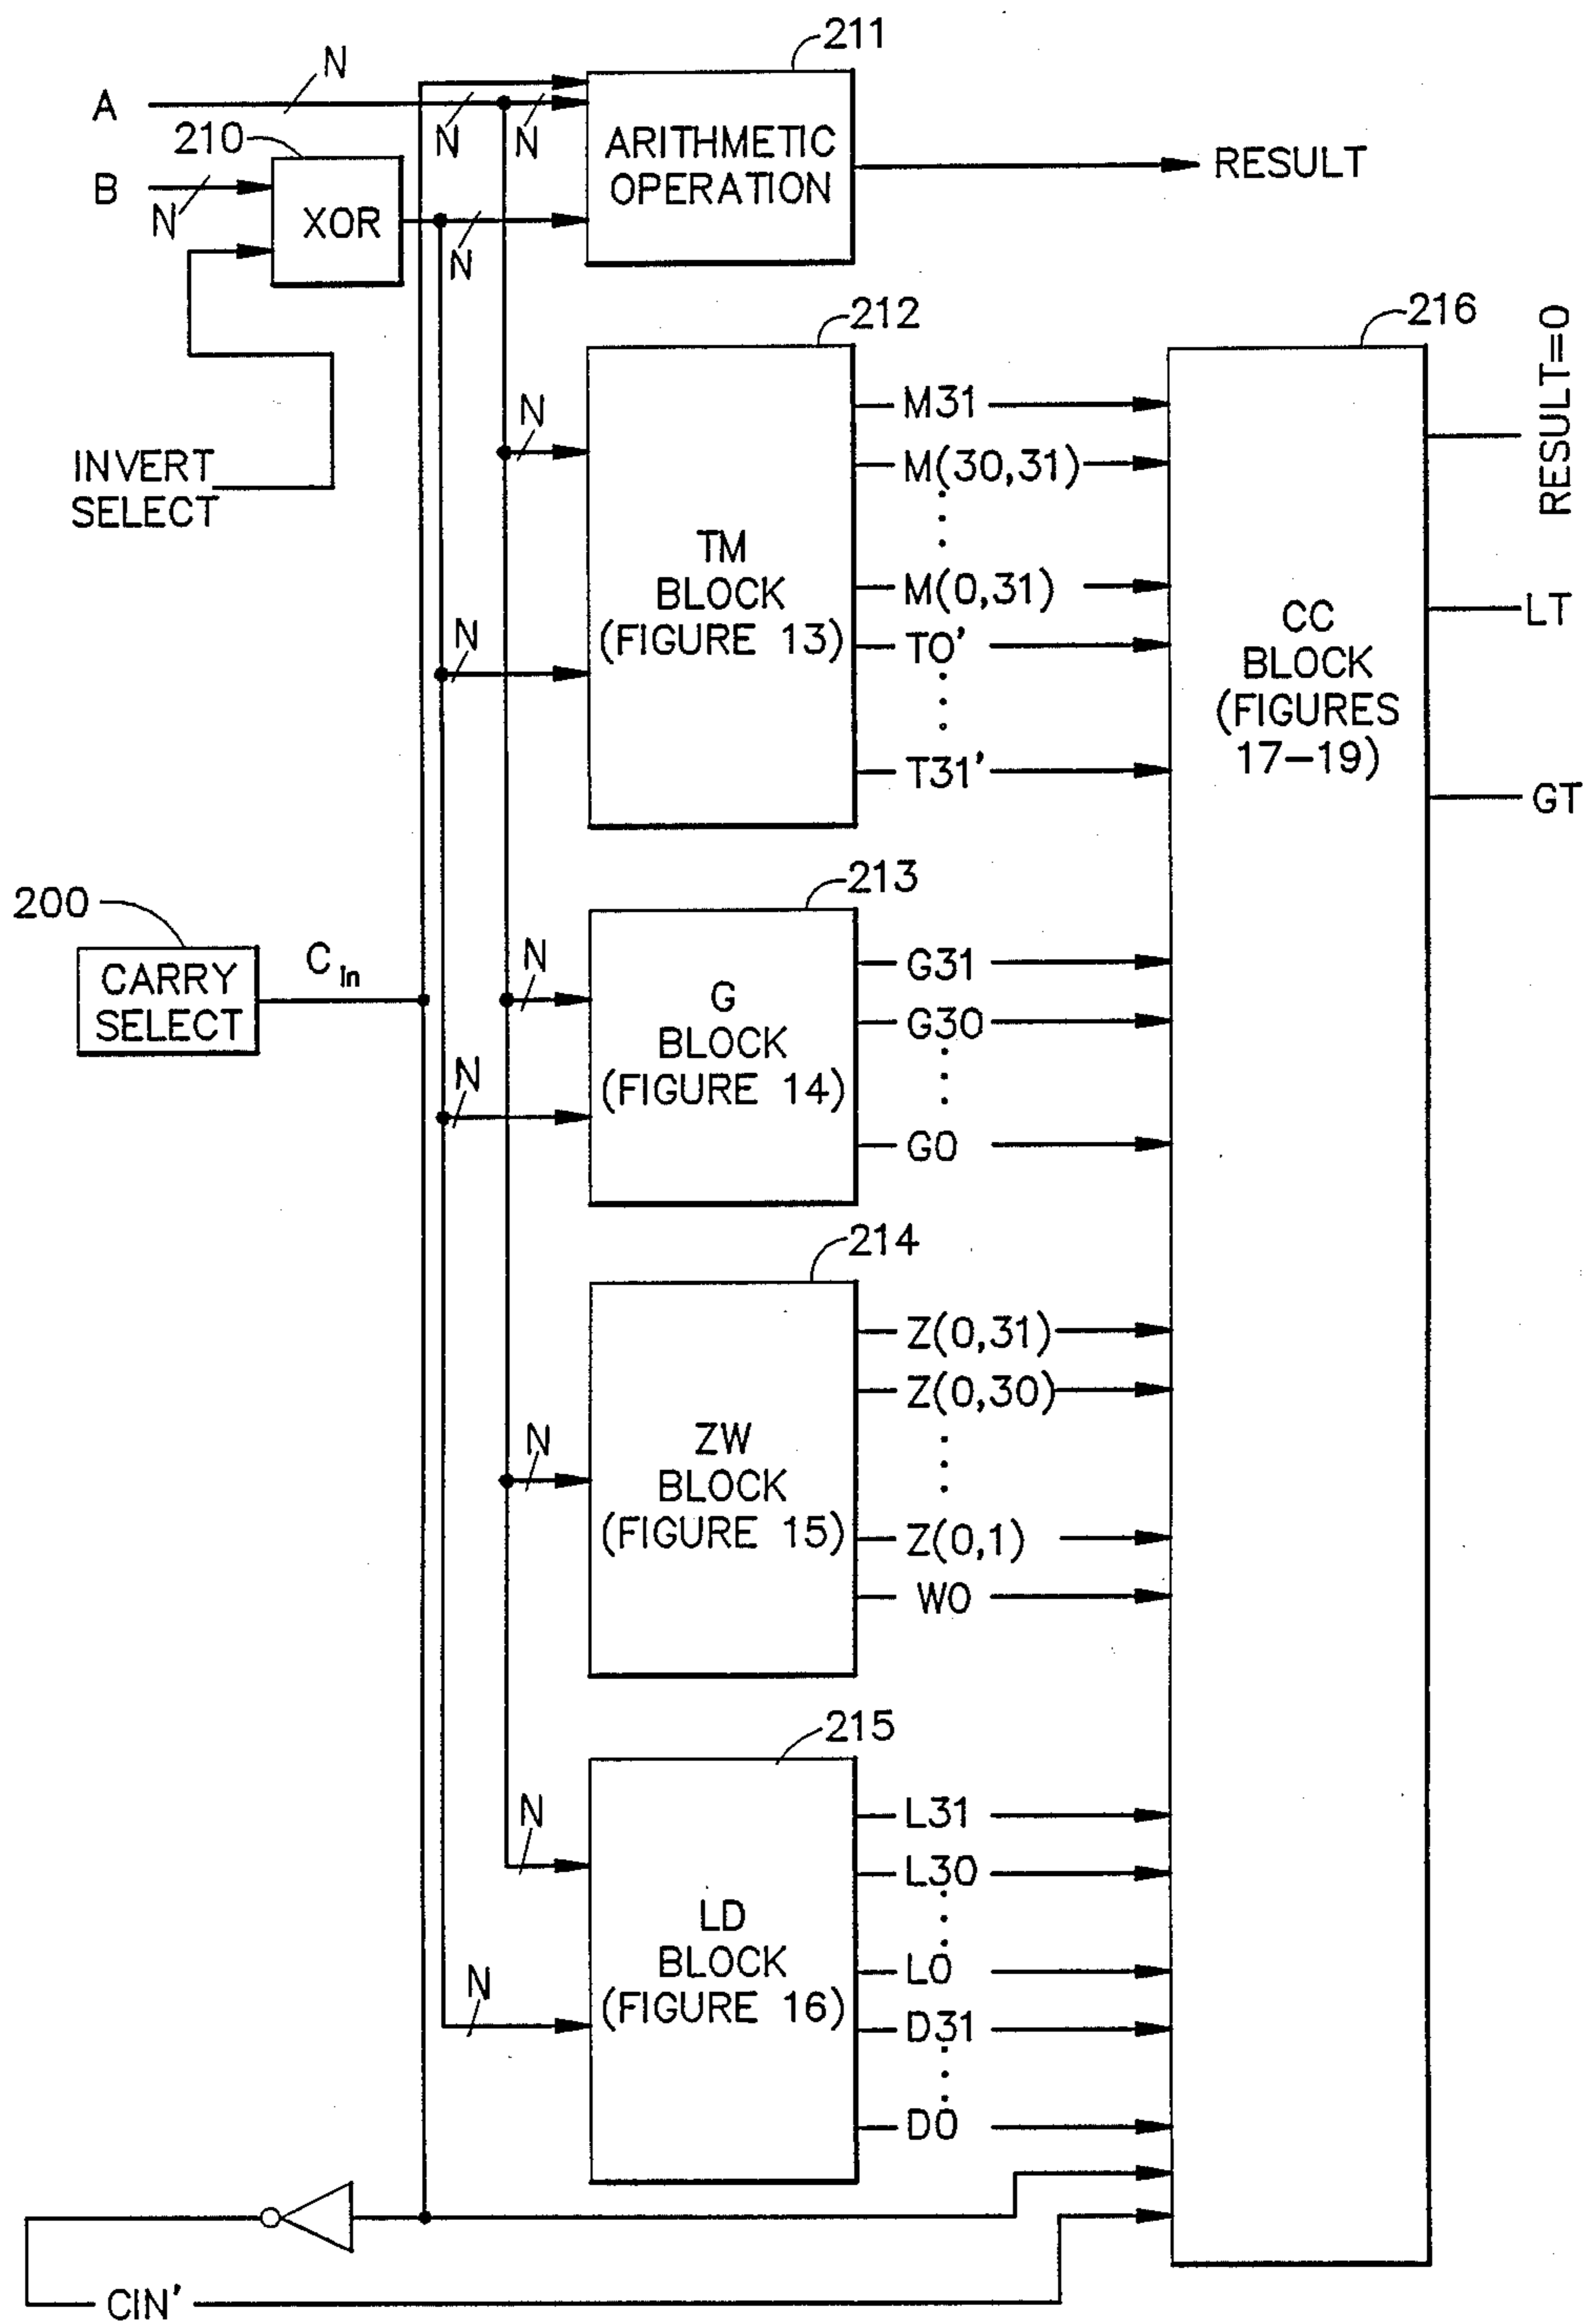 211
N
A
N
N
210
ARITHMETIC
OPERATION
RESULT
B
N
XOR
N
212
216
RESULT=0
M31
N
M(30,31)
INVERT
SELECT
TM
BLOCK
(FIGURE 13)
M(0,31)
CC
BLOCK
(FIGURES
17-19)
LT
N
T0'
T31'
GT
200
213
CARRY
SELECT
Cin
N
G31
G
BLOCK
(FIGURE 14)
G30
N
G0
214
Z(0,31)
Z(0,30)
N
ZW
BLOCK
(FIGURE 15)
Z(0,1)
W0
215
N
L31
L30
LD
BLOCK
(FIGURE 16)
L0
N
D31
D0
CIN'